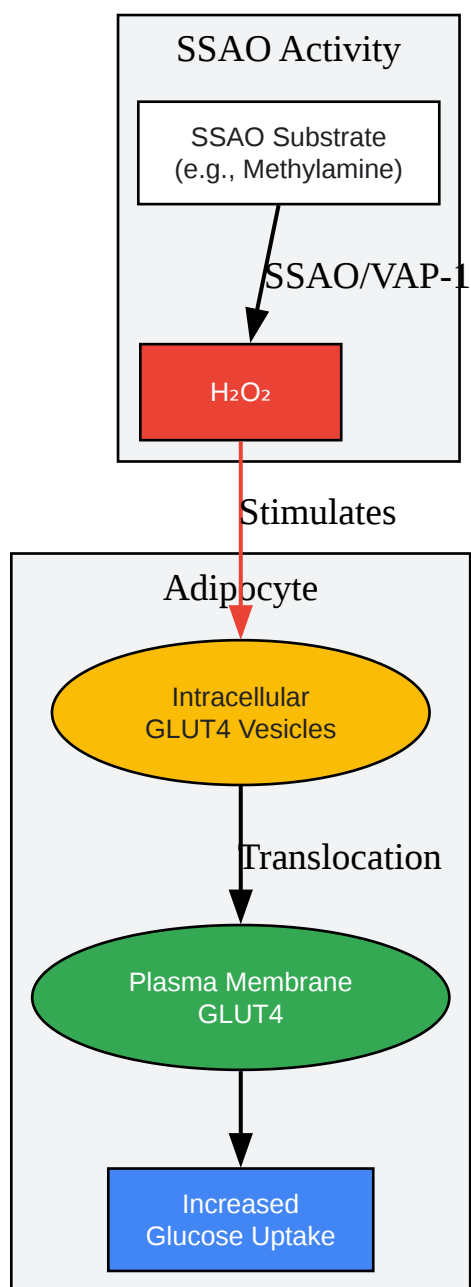 SSAO Activity
SSAO Substrate
(e.g., Methylamine)
SSAO/VAP-1
H₂O₂
Stimulates
Adipocyte
Intracellular
GLUT4 Vesicles
Translocation
Plasma Membrane
GLUT4
Increased
Glucose Uptake